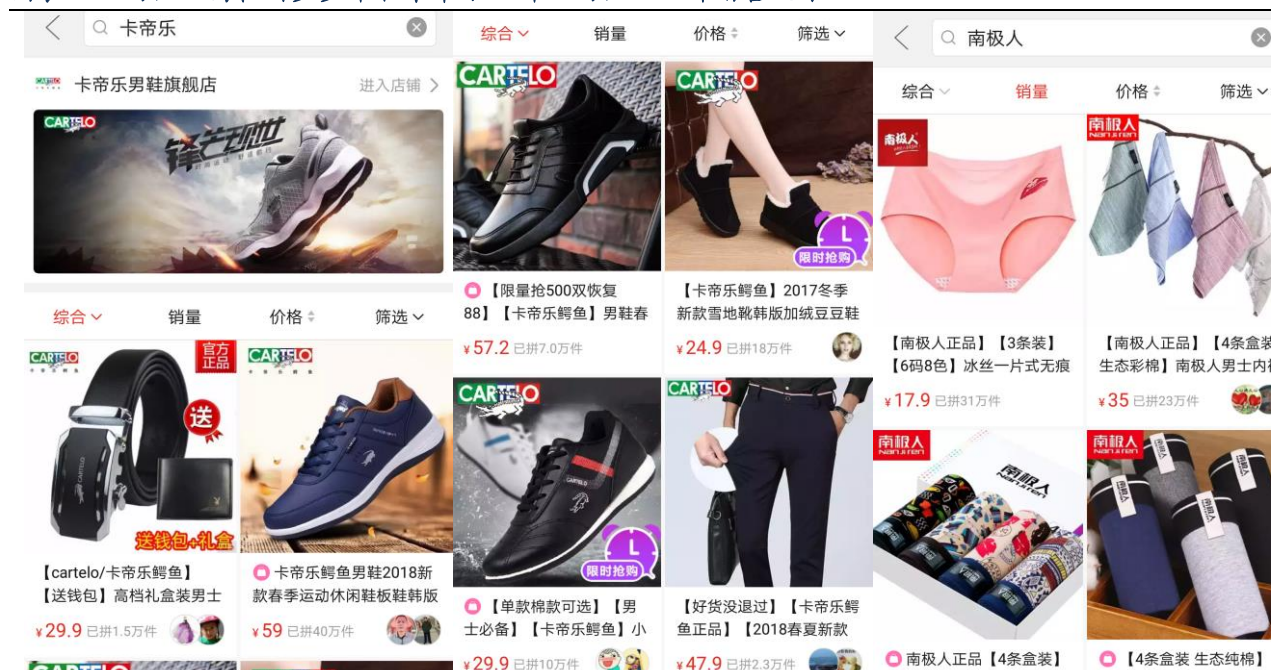 卡帝乐
卡帝乐男鞋旗舰店
进入店铺
CARTELO
锋芒现世
综合
销量
价格
筛选
CARTELO
官方
正品
送
送钱包+礼盒
【cartelo/卡帝乐鳄鱼】
【送钱包】高档礼盒装男士
¥29.9 已拼1.5万件
CARTELO
卡帝乐鳄鱼男鞋2018新
款春季运动休闲鞋板鞋韩版
¥59 已拼40万件
综合
销量
价格
筛选
CARTELO
【限量抢500双恢复
88】【卡帝乐鳄鱼】男鞋春
¥57.2 已拼7.0万件
CARTELO
限时抢购
【卡帝乐鳄鱼】2017冬季
新款雪地靴韩版加绒豆豆鞋
¥24.9 已拼18万件
CARTELO
限时抢购
【单款棉款可选】【男
士必备】【卡帝乐鳄鱼】小
¥29.9 已拼10万件
CARTELO
【好货没退过】【卡帝乐鳄
鱼正品】【2018春夏新款
¥47.9 已拼2.3万件
南极人
综合
销量
价格
筛选
南极人
【南极人正品】【3条装】
【6码8色】冰丝一片式无痕
¥17.9 已拼31万件
南极人
Nanjiren
【南极人正品】【4条盒装
生态彩棉】南极人男士内
¥35 已拼23万件
南极人
Nanjiren
南极人
南极人正品【4条盒装】
南极人
Nanjiren
南极人
【4条盒装 生态纯棉】